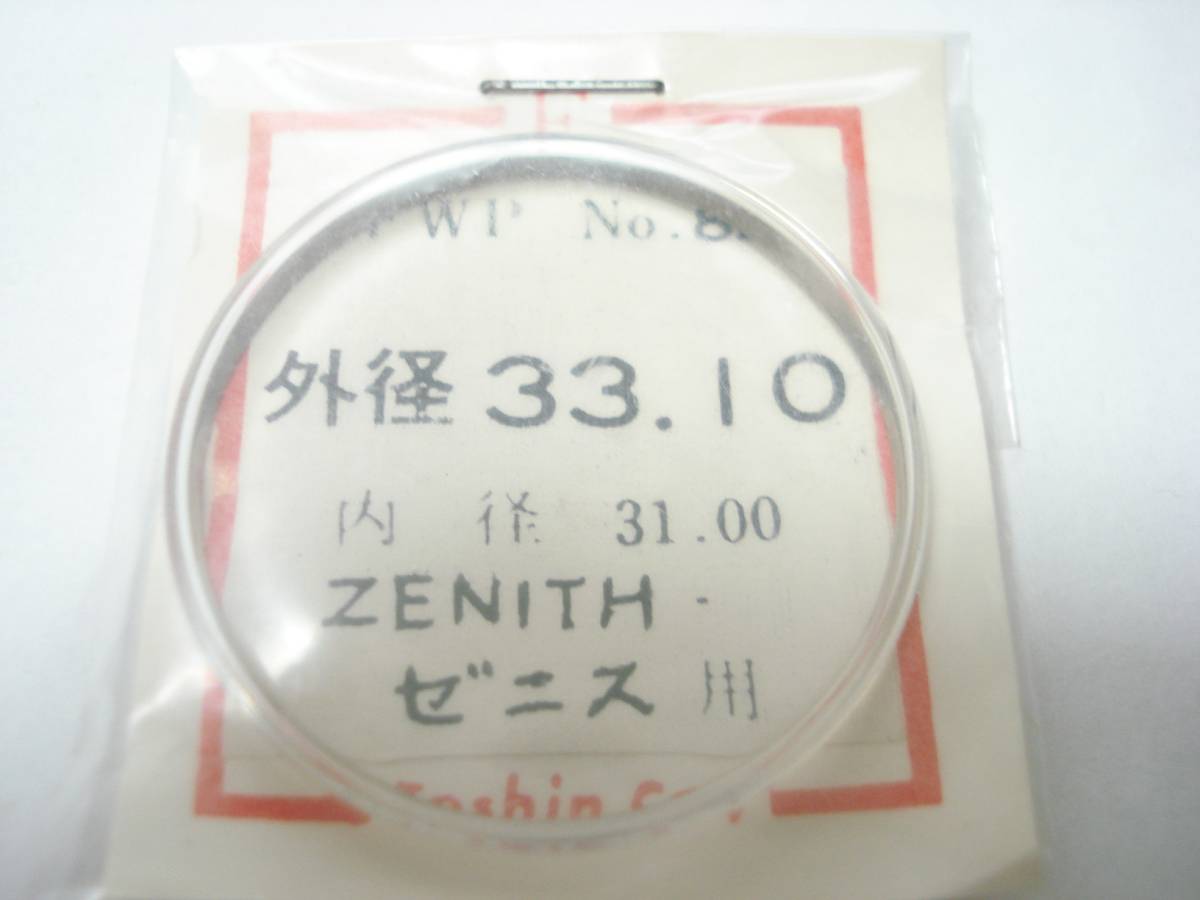 WP No. 8
外径 33.10
内径 31.00
ZENITH -
ゼニス 用